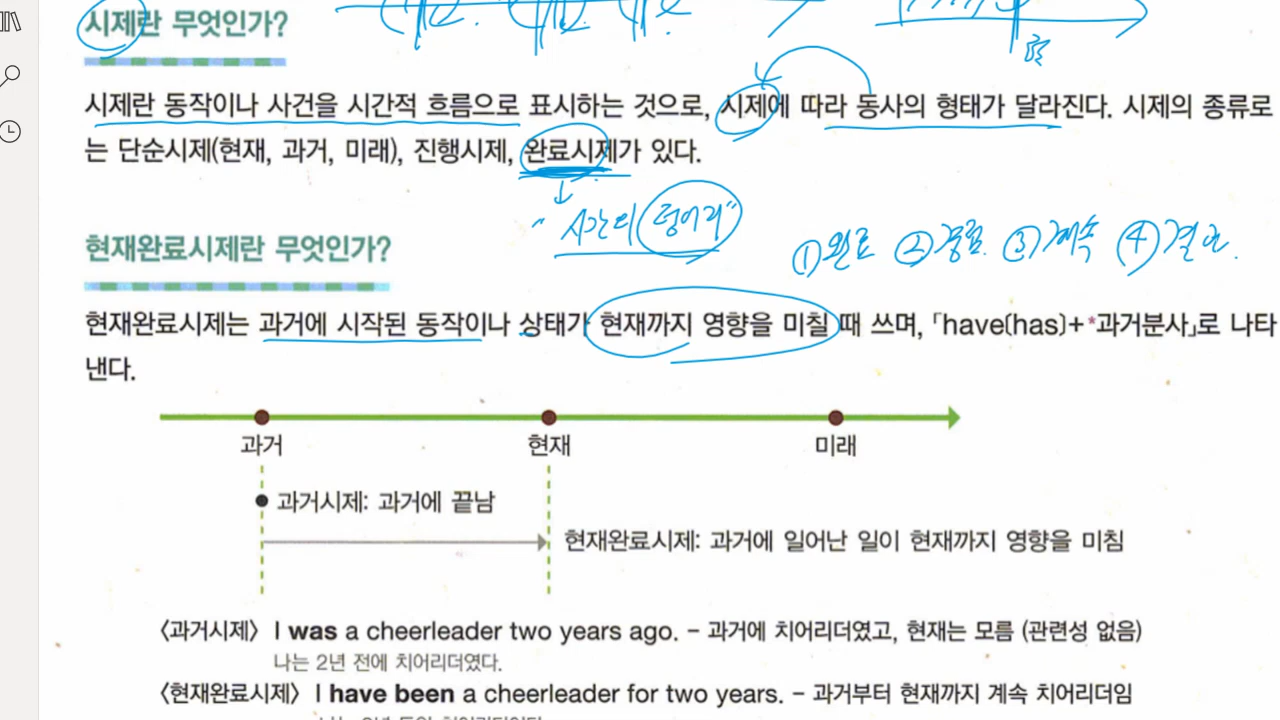 시제란 무엇인가?
시제란 동작이나 사건을 시간적 흐름으로 표시하는 것으로, 시제에 따라 동사의 형태가 달라진다. 시제의 종류로
는 단순시제(현재, 과거, 미래), 진행시제, 완료시제가 있다.
"시간의 덩어리"
현재완료시제란 무엇인가?
①완료 ②경험 ③계속 ④결과.
현재완료시제는 과거에 시작된 동작이나 상태가 현재까지 영향을 미칠 때 쓰며, 「have(has)+*과거분사」로 나타
낸다.
과거 현재 미래
● 과거시제: 과거에 끝남
현재완료시제: 과거에 일어난 일이 현재까지 영향을 미침
〈과거시제〉 I was a cheerleader two years ago. – 과거에 치어리더였고, 현재는 모름 (관련성 없음)
나는 2년 전에 치어리더였다.
〈현재완료시제〉 I have been a cheerleader for two years. – 과거부터 현재까지 계속 치어리더임